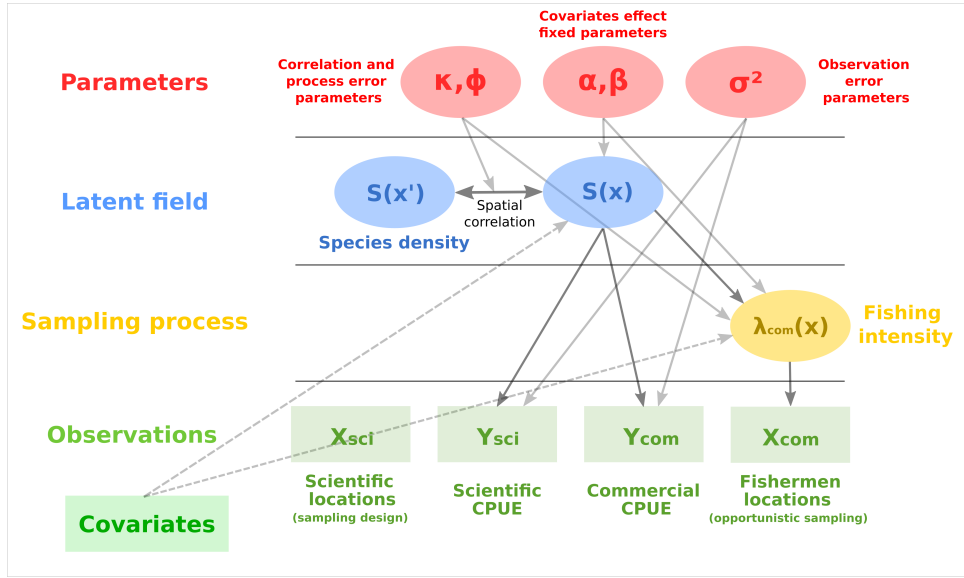 Covariates effect
fixed parameters
Parameters
Correlation and
process error
parameters
κ,ϕ
α,β
σ²
Observation
error
parameters
Latent field
S(x')
S(x)
Spatial
correlation
Species density
Sampling process
λcom(x)
Fishing
intensity
Observations
Xsci
Ysci
Ycom
Xcom
Scientific
locations
(sampling design)
Scientific
CPUE
Commercial
CPUE
Fishermen
locations
(opportunistic sampling)
Covariates